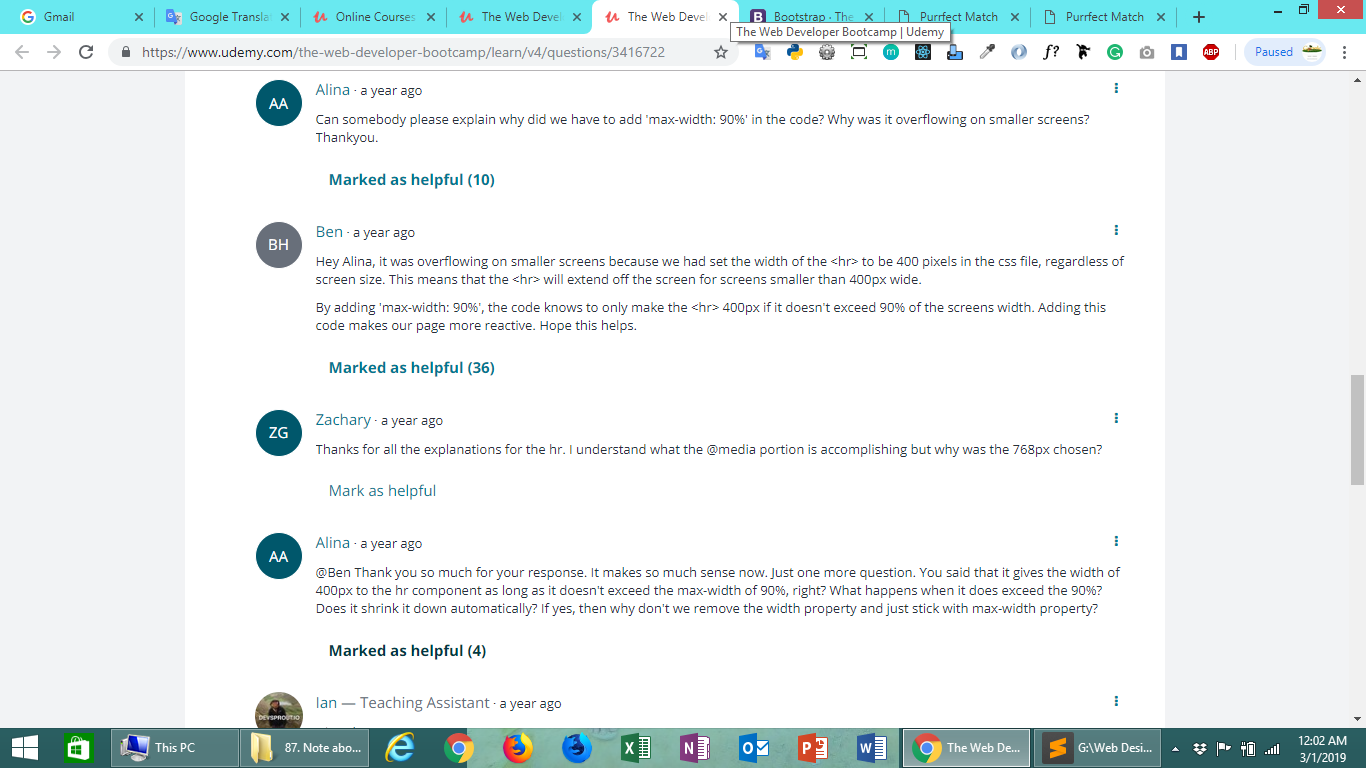 Gmail
Google Transla
Online Courses
The Web Devel
The Web Devel
Bootstrap · The
Purrfect Match
Purrfect Match
The Web Developer Bootcamp | Udemy
https://www.udemy.com/the-web-developer-bootcamp/learn/v4/questions/3416722
f?
ABP
Paused
AA
Alina · a year ago
Can somebody please explain why did we have to add 'max-width: 90%' in the code? Why was it overflowing on smaller screens?
Thankyou.
Marked as helpful (10)
BH
Ben · a year ago
Hey Alina, it was overflowing on smaller screens because we had set the width of the <hr> to be 400 pixels in the css file, regardless of
screen size. This means that the <hr> will extend off the screen for screens smaller than 400px wide.
By adding 'max-width: 90%', the code knows to only make the <hr> 400px if it doesn't exceed 90% of the screens width. Adding this
code makes our page more reactive. Hope this helps.
Marked as helpful (36)
ZG
Zachary · a year ago
Thanks for all the explanations for the hr. I understand what the @media portion is accomplishing but why was the 768px chosen?
Mark as helpful
AA
Alina · a year ago
@Ben Thank you so much for your response. It makes so much sense now. Just one more question. You said that it gives the width of
400px to the hr component as long as it doesn't exceed the max-width of 90%, right? What happens when it does exceed the 90%?
Does it shrink it down automatically? If yes, then why don't we remove the width property and just stick with max-width property?
Marked as helpful (4)
DEVSPROUT.IO
Ian — Teaching Assistant · a year ago
This PC
87. Note abo...
The Web De...
G:\Web Desi...
12:02 AM
3/1/2019